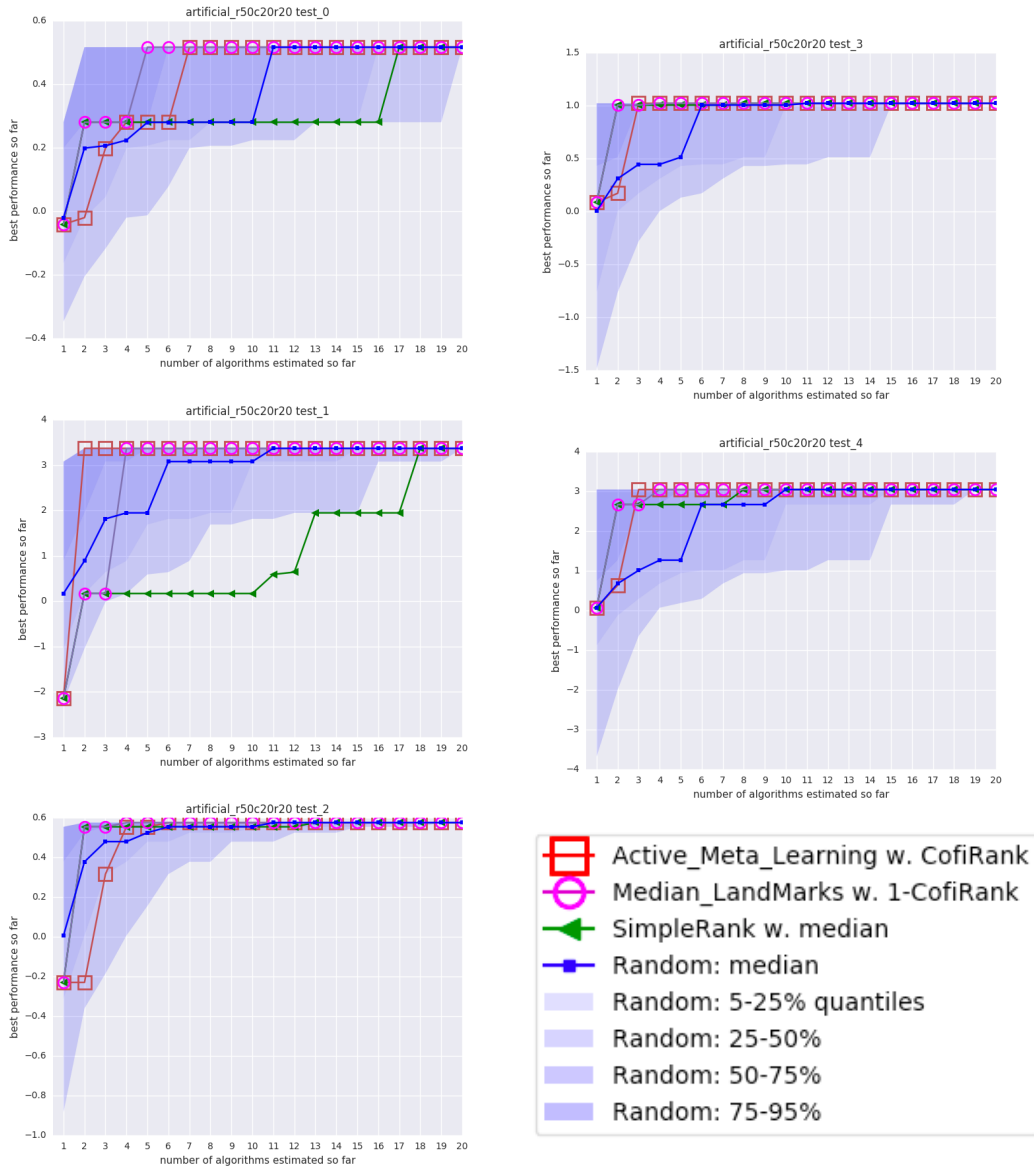 artificial_r50c20r20 test_0
0.6
0.4
0.2
0.0
−0.2
−0.4
best performance so far
1 2 3 4 5 6 7 8 9 10 11 12 13 14 15 16 17 18 19 20
number of algorithms estimated so far
artificial_r50c20r20 test_3
1.5
1.0
0.5
0.0
−0.5
−1.0
−1.5
best performance so far
1 2 3 4 5 6 7 8 9 10 11 12 13 14 15 16 17 18 19 20
number of algorithms estimated so far
artificial_r50c20r20 test_1
4
3
2
1
0
−1
−2
−3
best performance so far
1 2 3 4 5 6 7 8 9 10 11 12 13 14 15 16 17 18 19 20
number of algorithms estimated so far
artificial_r50c20r20 test_4
4
3
2
1
0
−1
−2
−3
−4
best performance so far
1 2 3 4 5 6 7 8 9 10 11 12 13 14 15 16 17 18 19 20
number of algorithms estimated so far
artificial_r50c20r20 test_2
0.6
0.4
0.2
0.0
−0.2
−0.4
−0.6
−0.8
−1.0
best performance so far
1 2 3 4 5 6 7 8 9 10 11 12 13 14 15 16 17 18 19 20
number of algorithms estimated so far
Active_Meta_Learning w. CofiRank
Median_LandMarks w. 1-CofiRank
SimpleRank w. median
Random: median
Random: 5-25% quantiles
Random: 25-50%
Random: 50-75%
Random: 75-95%